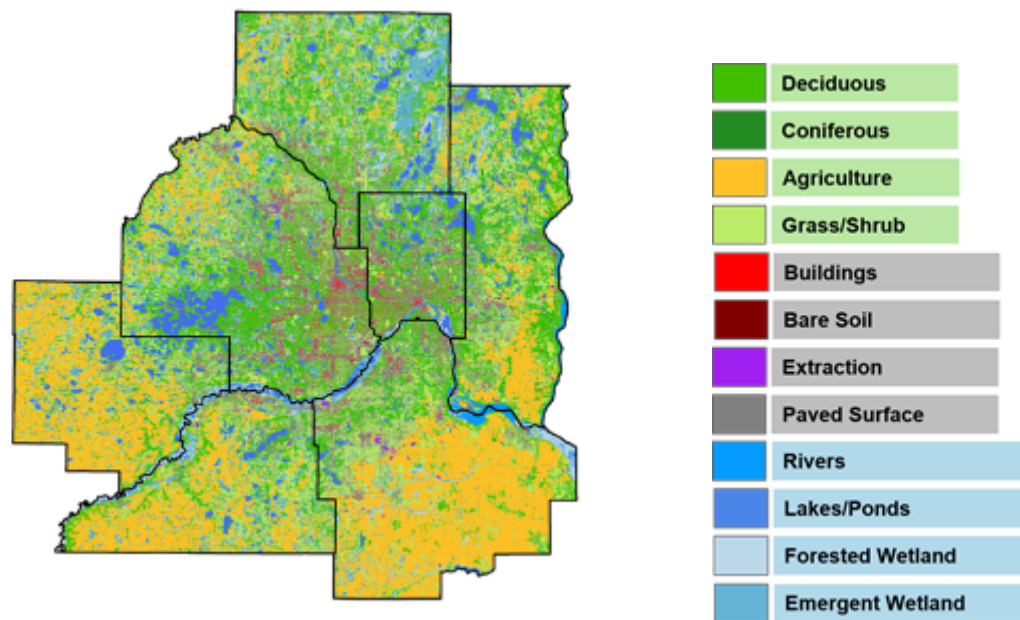 Deciduous
Coniferous
Agriculture
Grass/Shrub
Buildings
Bare Soil
Extraction
Paved Surface
Rivers
Lakes/Ponds
Forested Wetland
Emergent Wetland